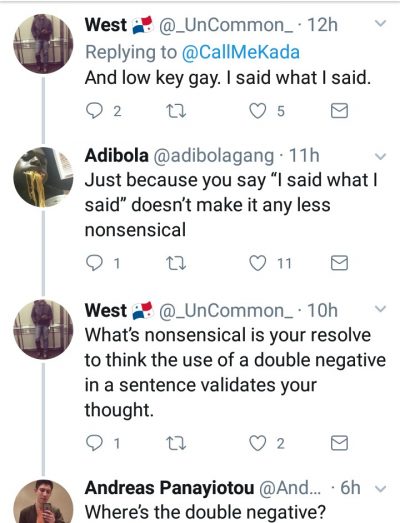 West 🇵🇦 @_UnCommon_ · 12h
Replying to @CallMeKada
And low key gay. I said what I said.
2 5
Adibola @adibolagang · 11h
Just because you say “I said what I
said” doesn’t make it any less
nonsensical
1 11
West 🇵🇦 @_UnCommon_ · 10h
What’s nonsensical is your resolve
to think the use of a double negative
in a sentence validates your
thought.
1 2
Andreas Panayiotou @And... · 6h
Where’s the double negative?